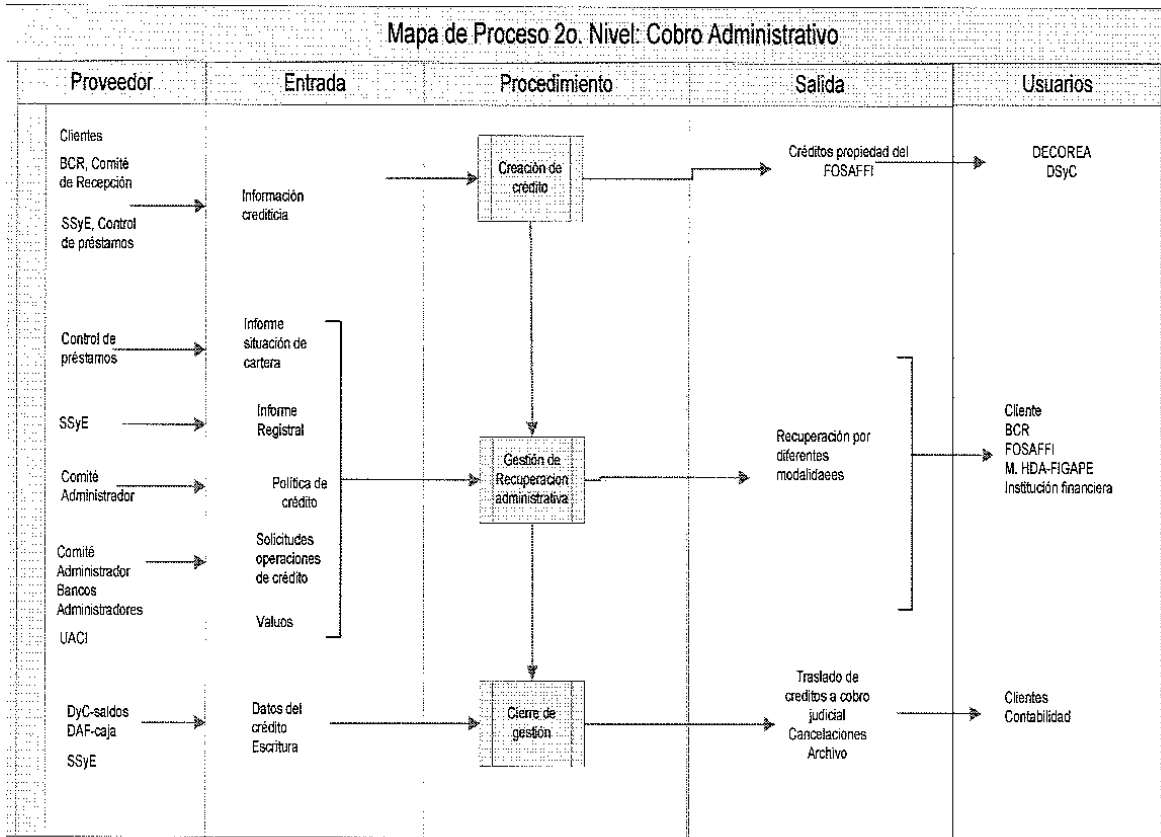 Mapa de Proceso 2o. Nivel: Cobro Administrativo
Proveedor
Entrada
Procedimiento
Salida
Usuarios
Clientes
BCR, Comité
de Recepción
SSyE, Control
de préstamos
Información
crediticia
Creación de
crédito
Créditos propiedad del
FOSAFFI
DECOREA
DSyC
Control de
préstamos
SSyE
Comité
Administrador
Comité
Administrador
Bancos
Administradores
UACI
Informe
situación de
cartera
Informe
Registral
Política de
crédito
Solicitudes
operaciones
de crédito
Valuos
Gestión de
Recuperacion
administrativa
Recuperación por
diferentes
modalidaees
Cliente
BCR
FOSAFFI
M. HDA-FIGAPE
Institución financiera
DyC-saldos
DAF-caja
SSyE
Datos del
crédito
Escritura
Cierre de
gestión
Traslado de
creditos a cobro
judicial
Cancelaciones
Archivo
Clientes
Contabilidad